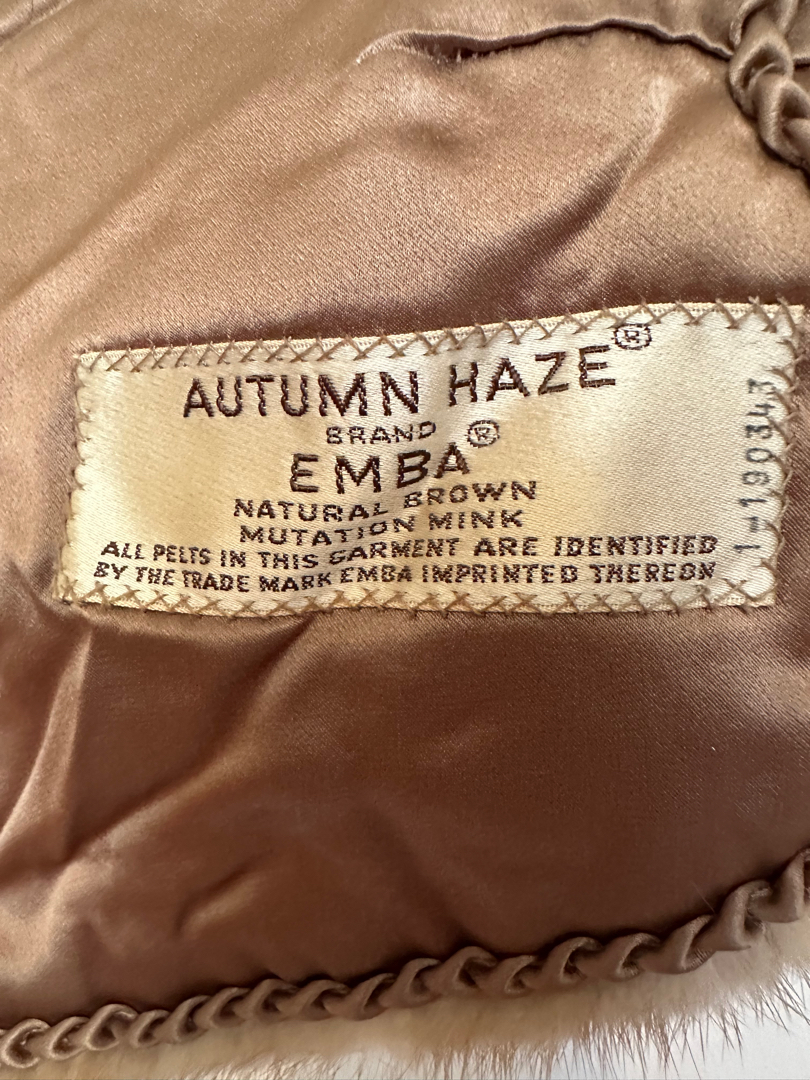 AUTUMN HAZE®
BRAND
EMBA®
NATURAL BROWN
MUTATION MINK
ALL PELTS IN THIS GARMENT ARE IDENTIFIED
BY THE TRADE MARK EMBA IMPRINTED THEREON
1-190343